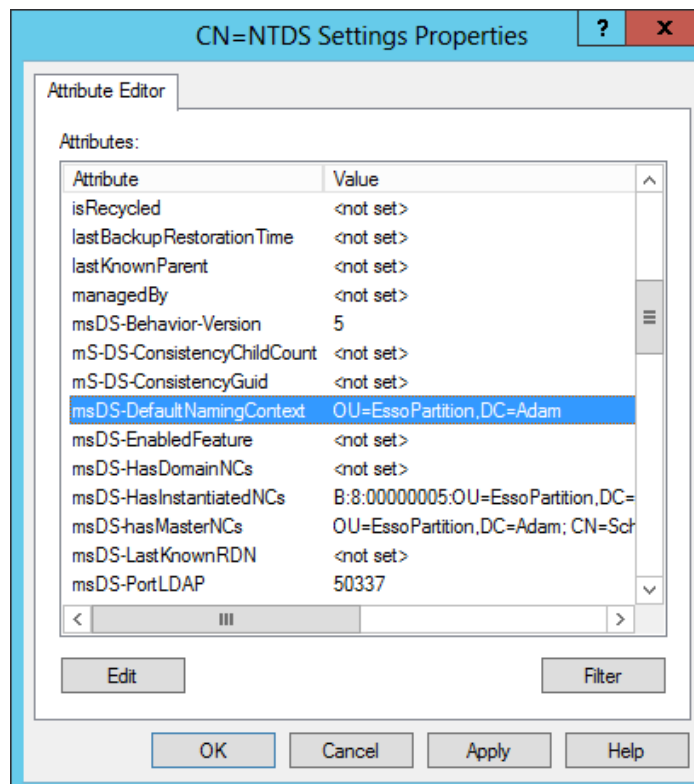 CN=NTDS Settings Properties ? x
Attribute Editor
Attributes:
Attribute Value
isRecycled <not set>
lastBackupRestorationTime <not set>
lastKnownParent <not set>
managedBy <not set>
msDS-Behavior-Version 5
mS-DS-ConsistencyChildCount <not set>
mS-DS-ConsistencyGuid <not set>
msDS-DefaultNamingContext OU=EssoPartition,DC=Adam
msDS-EnabledFeature <not set>
msDS-HasDomainNCs <not set>
msDS-HasInstantiatedNCs B:8:00000005:OU=EssoPartition,DC=
msDS-hasMasterNCs OU=EssoPartition,DC=Adam; CN=Sch
msDS-LastKnownRDN <not set>
msDS-PortLDAP 50337
Edit Filter
OK Cancel Apply Help